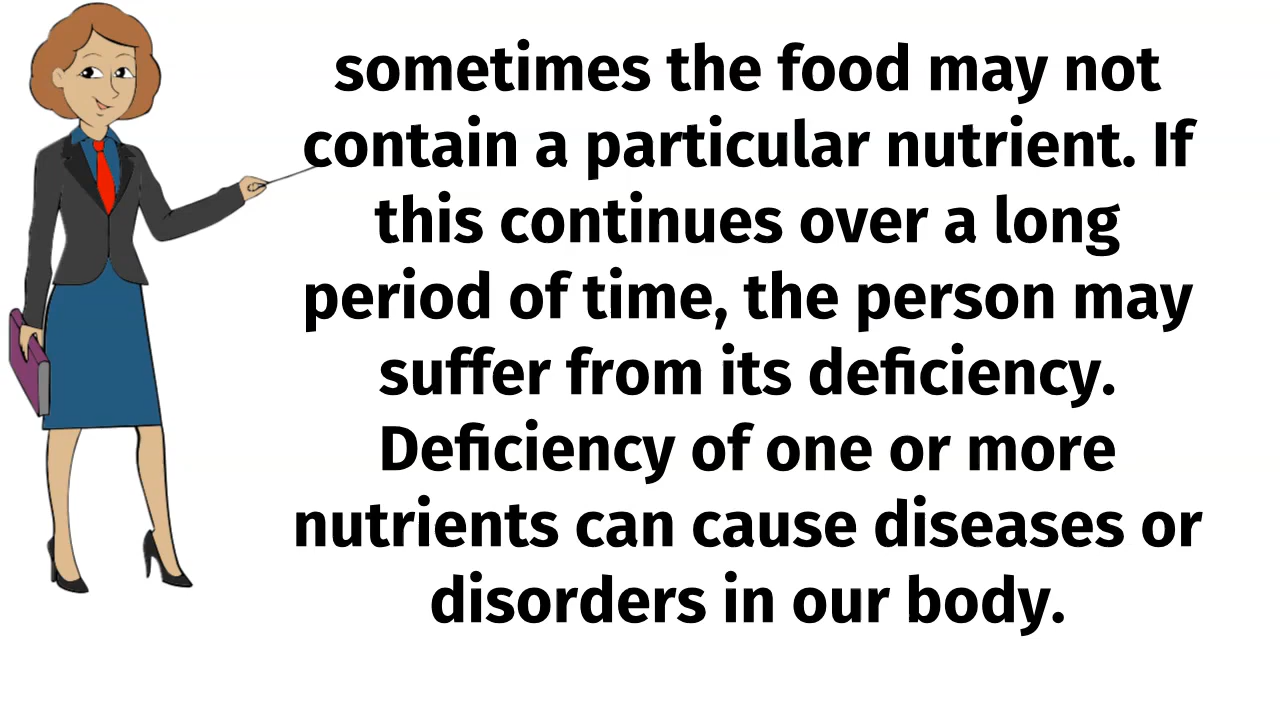 sometimes the food may not
contain a particular nutrient. If
this continues over a long
period of time, the person may
suffer from its deficiency.
Deficiency of one or more
nutrients can cause diseases or
disorders in our body.